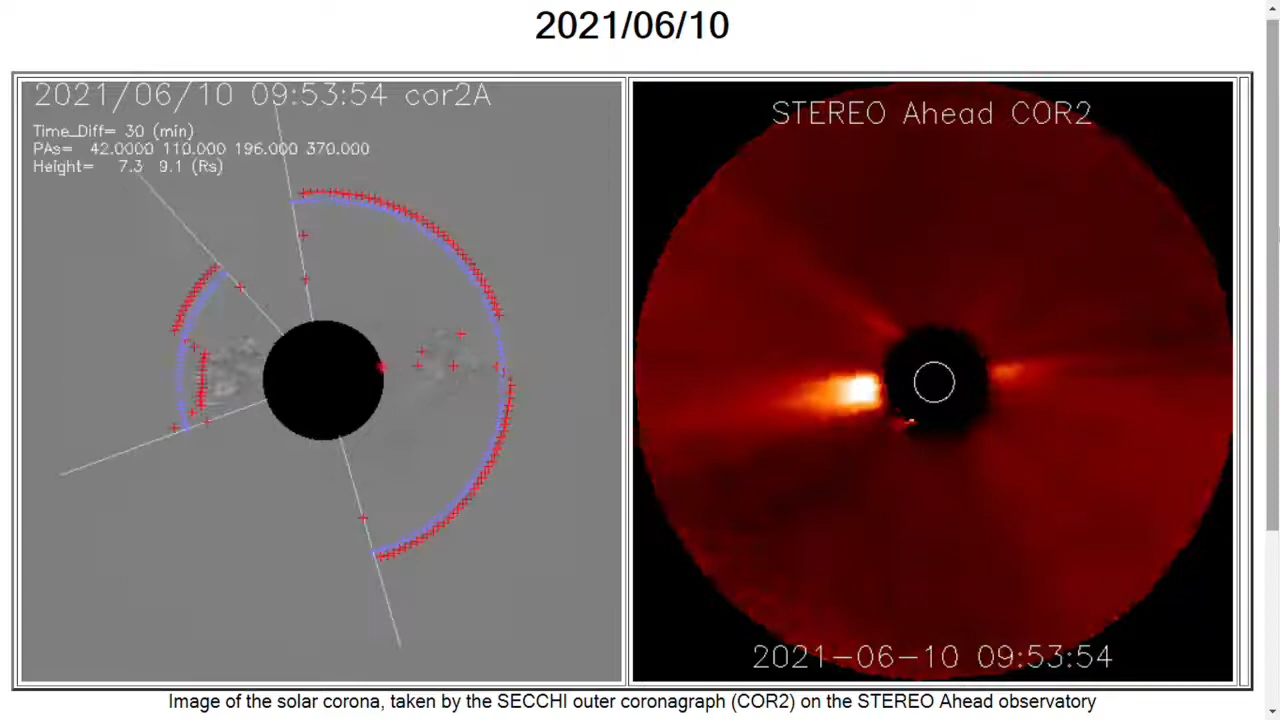 2021/06/10
2021/06/10 09:53:54 cor2A
Time_Diff= 30 (min)
PAs= 42.0000 110.000 196.000 370.000
Height= 7.3 9.1 (Rs)
STEREO Ahead COR2
2021-06-10 09:53:54
Image of the solar corona, taken by the SECCHI outer coronagraph (COR2) on the STEREO Ahead observatory